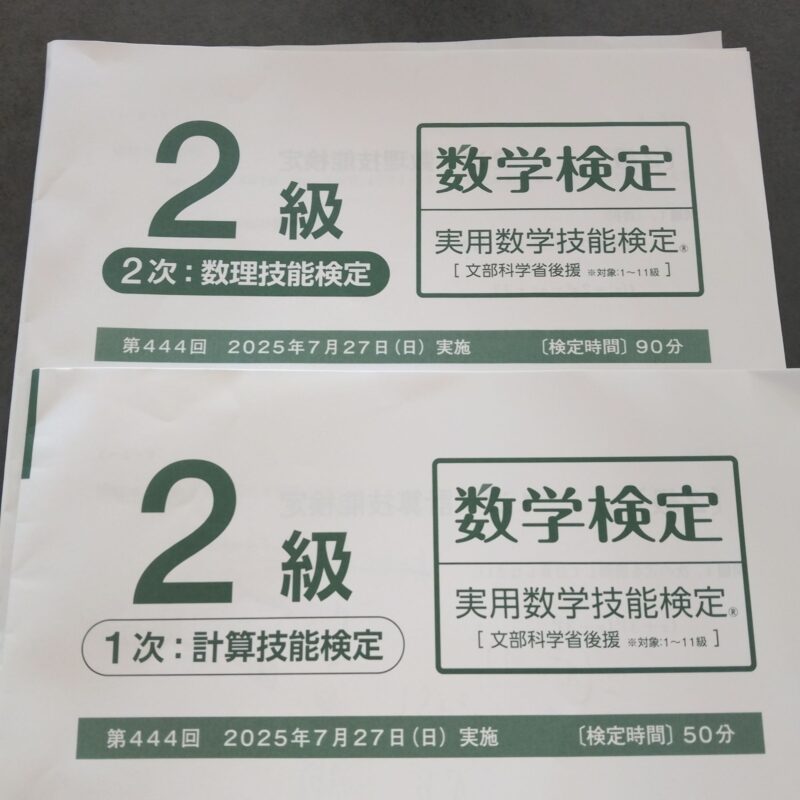 2級
2次：数理技能検定
数学検定
実用数学技能検定®
［文部科学省後援 ※対象:1～11級］
第444回 2025年7月27日(日) 実施 〔検定時間〕90分
2級
1次：計算技能検定
数学検定
実用数学技能検定®
［文部科学省後援 ※対象:1～11級］
第444回 2025年7月27日(日) 実施 〔検定時間〕50分